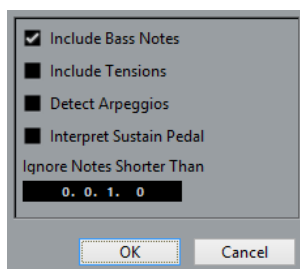 Include Bass Notes
Include Tensions
Detect Arpeggios
Interpret Sustain Pedal
Ignore Notes Shorter Than
0. 0. 1. 0
OK Cancel